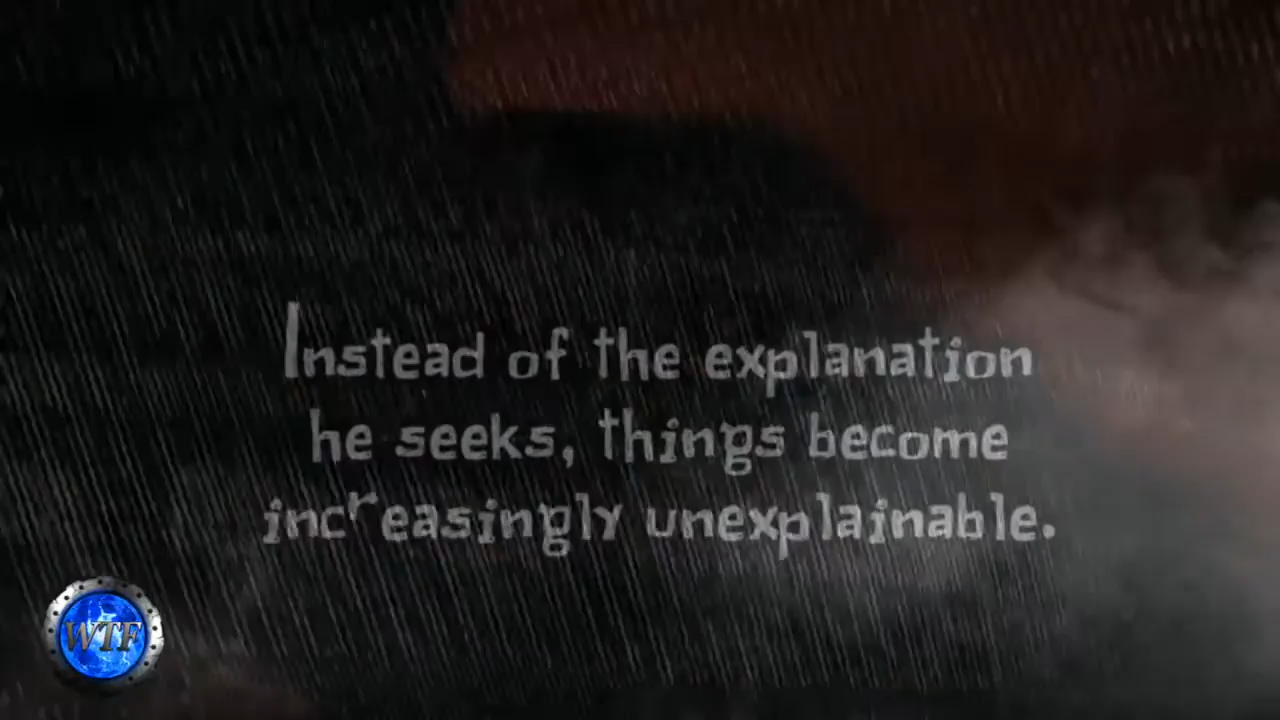 Instead of the explanation
he seeks, things become
increasingly unexplainable.
WTF